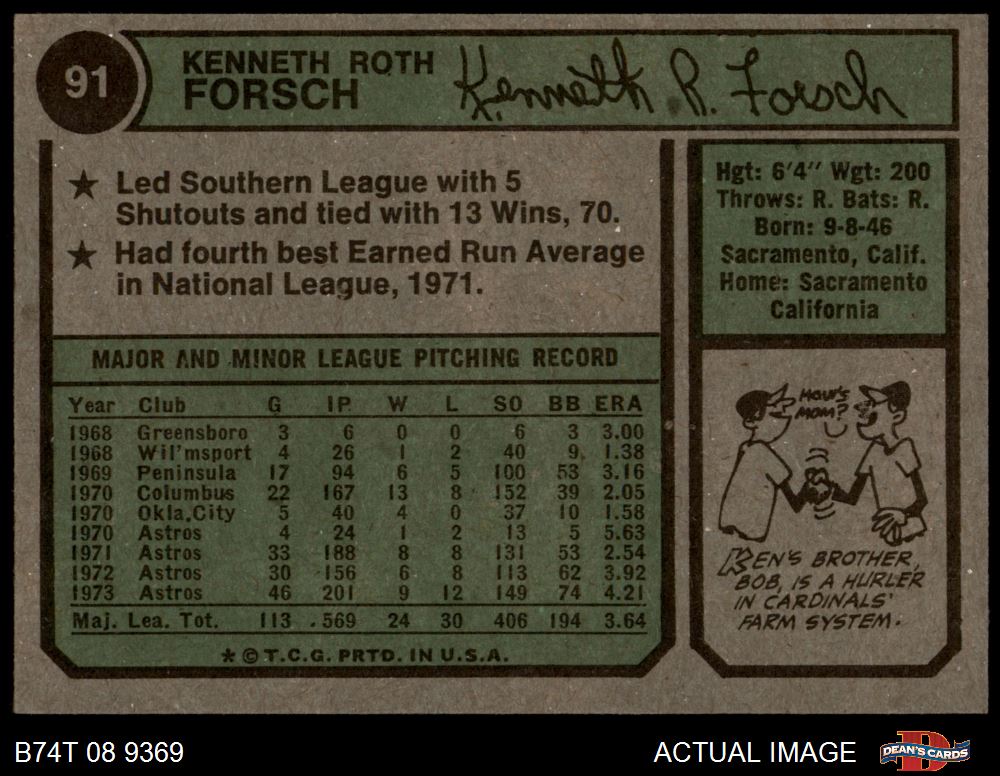 91
KENNETH ROTH
FORSCH
Kenneth R. Forsch
★ Led Southern League with 5
Shutouts and tied with 13 Wins, 70.
★ Had fourth best Earned Run Average
in National League, 1971.
Hgt: 6'4" Wgt: 200
Throws: R. Bats: R.
Born: 9-8-46
Sacramento, Calif.
Home: Sacramento
California
MAJOR AND MINOR LEAGUE PITCHING RECORD
Year Club G IP W L SO BB ERA
1968 Greensboro 3 6 0 0 6 3 3.00
1968 Wil'msport 4 26 1 2 40 9 1.38
1969 Peninsula 17 94 6 5 100 53 3.16
1970 Columbus 22 167 13 8 152 39 2.05
1970 Okla.City 5 40 4 0 37 10 1.58
1970 Astros 4 24 1 2 13 5 5.63
1971 Astros 33 188 8 8 131 53 2.54
1972 Astros 30 156 6 8 113 62 3.92
1973 Astros 46 201 9 12 149 74 4.21
Maj. Lea. Tot. 113 569 24 30 406 194 3.64
* © T.C.G. PRTD. IN U.S.A.
HOW'S
MOM?
KEN'S BROTHER,
BOB, IS A HURLER
IN CARDINALS'
FARM SYSTEM.
B74T 08 9369
ACTUAL IMAGE
D
DEAN'S CARDS